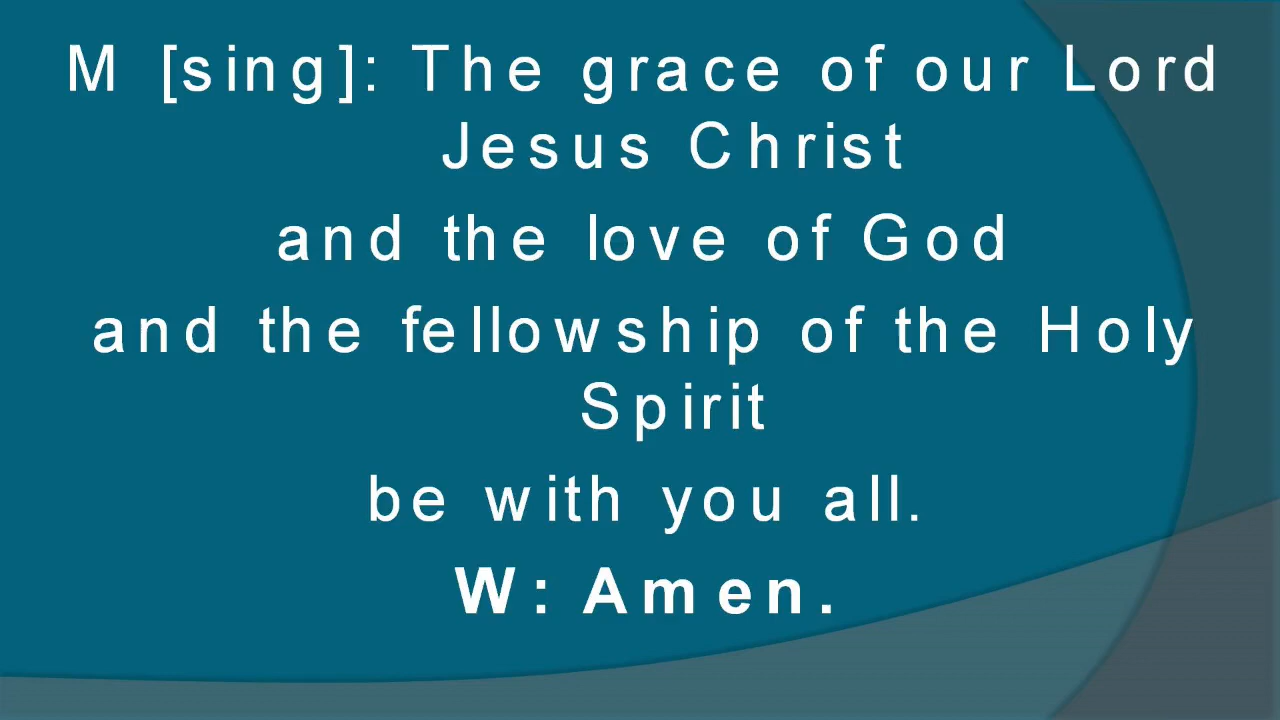 M [sing]: The grace of our Lord
Jesus Christ
and the love of God
and the fellowship of the Holy
Spirit
be with you all.
W: Amen.